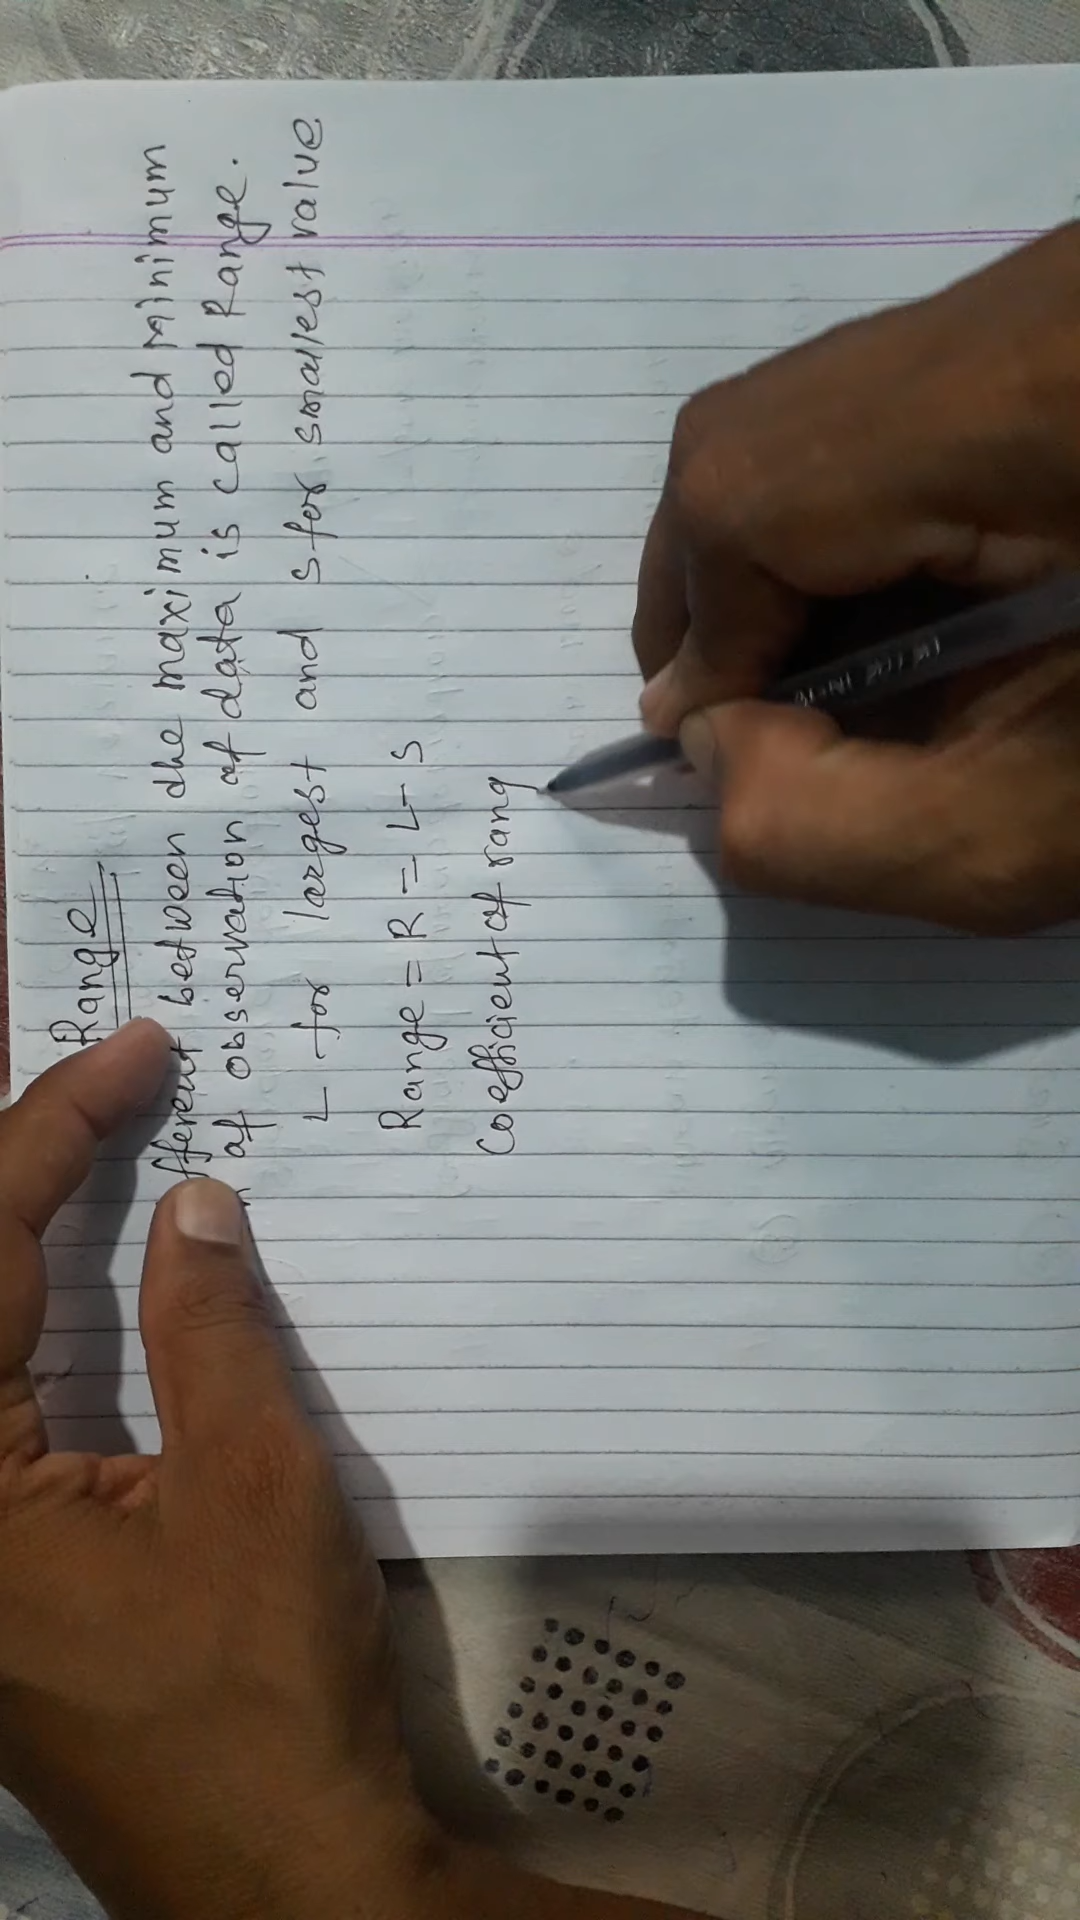 Range
fferent between the maximum and minimum
of observation of data is called Range.
L for largest and s for smallest value
Range = R = L - s
Coefficient of rang